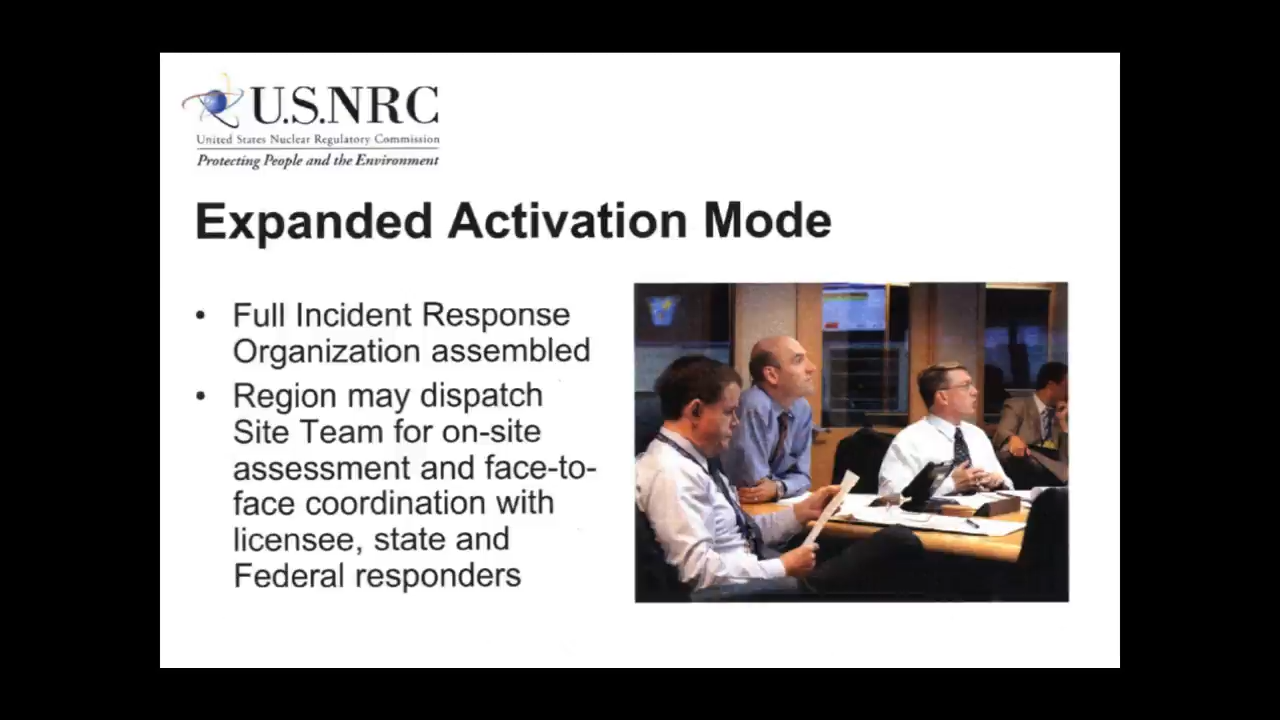 U.S.NRC
United States Nuclear Regulatory Commission
Protecting People and the Environment
Expanded Activation Mode
• Full Incident Response
Organization assembled
• Region may dispatch
Site Team for on-site
assessment and face-to-
face coordination with
licensee, state and
Federal responders